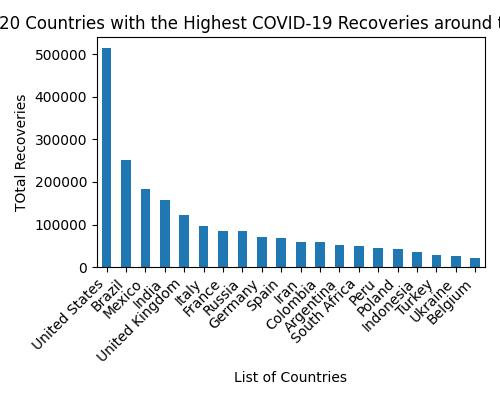 20 Countries with the Highest COVID-19 Recoveries around t
TOtal Recoveries
500000
400000
300000
200000
100000
0
United States
Brazil
Mexico
India
United Kingdom
Italy
France
Russia
Germany
Spain
Iran
Colombia
Argentina
South Africa
Peru
Poland
Indonesia
Turkey
Ukraine
Belgium
List of Countries